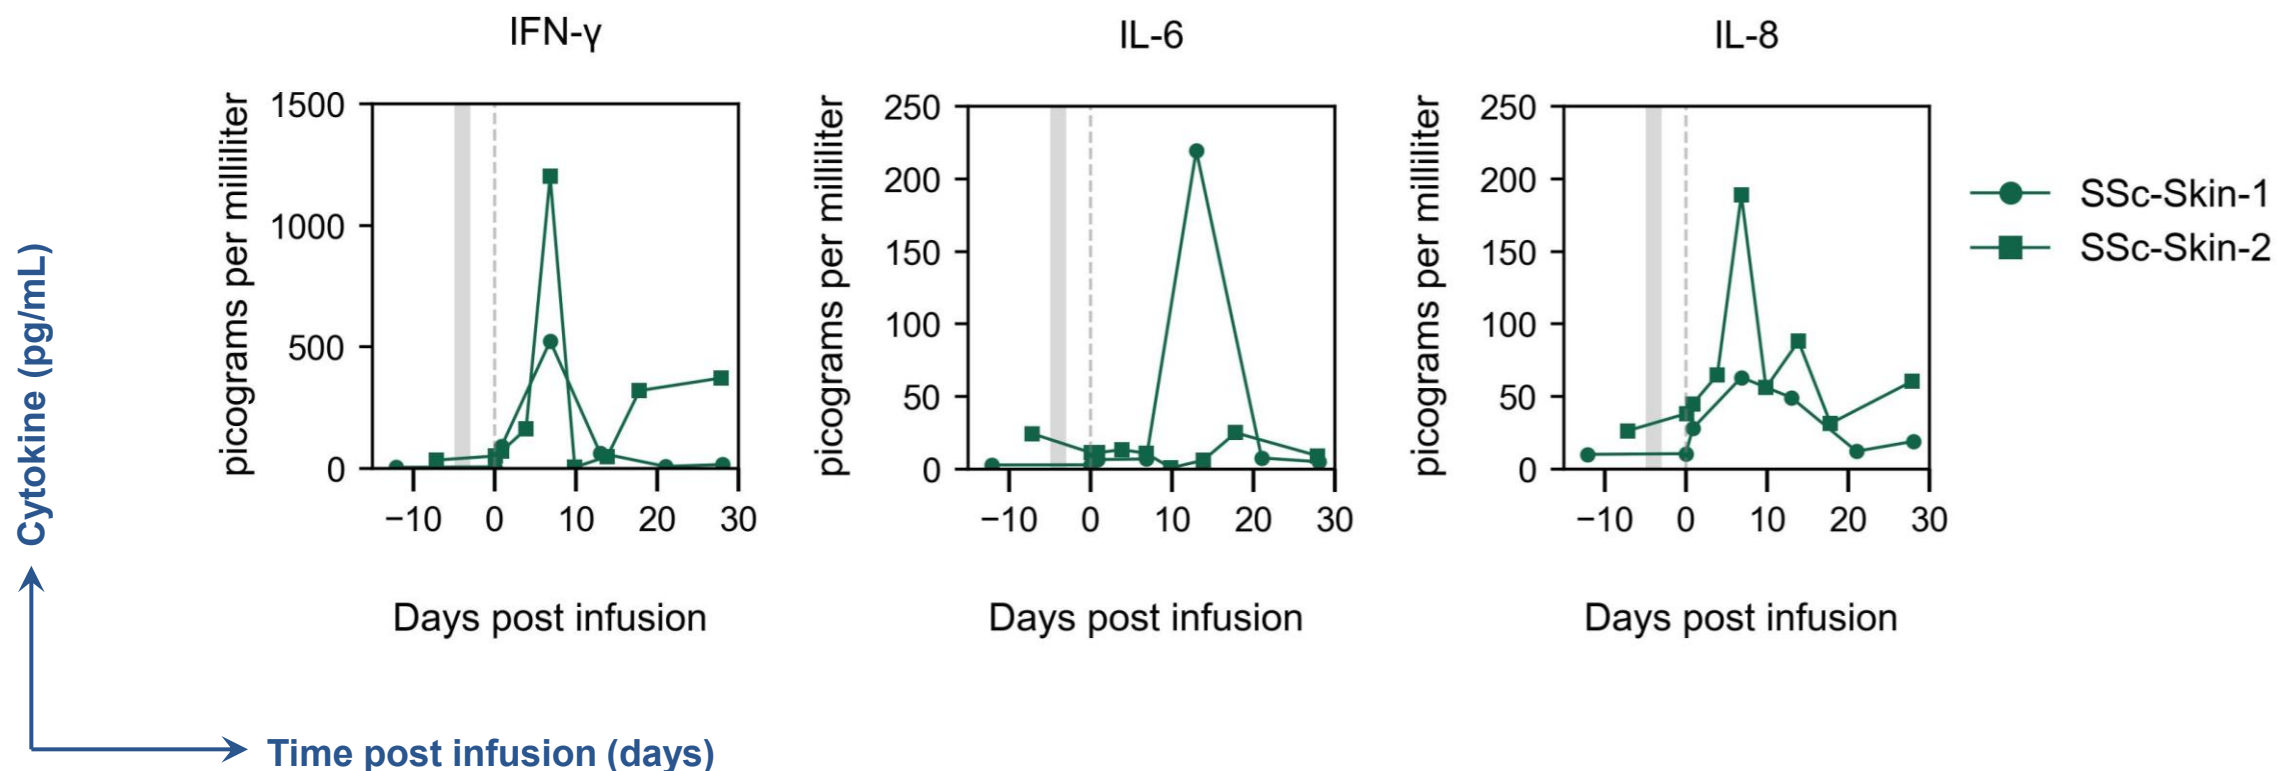 IFN-γ
IL-6
IL-8
picograms per milliliter
1500
1000
500
0
−10 0 10 20 30
Days post infusion
picograms per milliliter
250
200
150
100
50
0
−10 0 10 20 30
Days post infusion
picograms per milliliter
250
200
150
100
50
0
−10 0 10 20 30
Days post infusion
SSc-Skin-1
SSc-Skin-2
Cytokine (pg/mL)
Time post infusion (days)